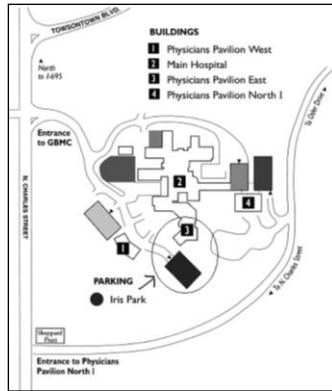 TOWSONTOWN BLVD.
BUILDINGS
1 Physicians Pavilion West
2 Main Hospital
3 Physicians Pavilion East
4 Physicians Pavilion North I
North
to I-695
To Osler Drive
Entrance
to GBMC
N. CHARLES STREET
2
4
3
1
To N. Charles Street
PARKING
Iris Park
Sheppard
Pratt
Entrance to Physicians
Pavilion North I